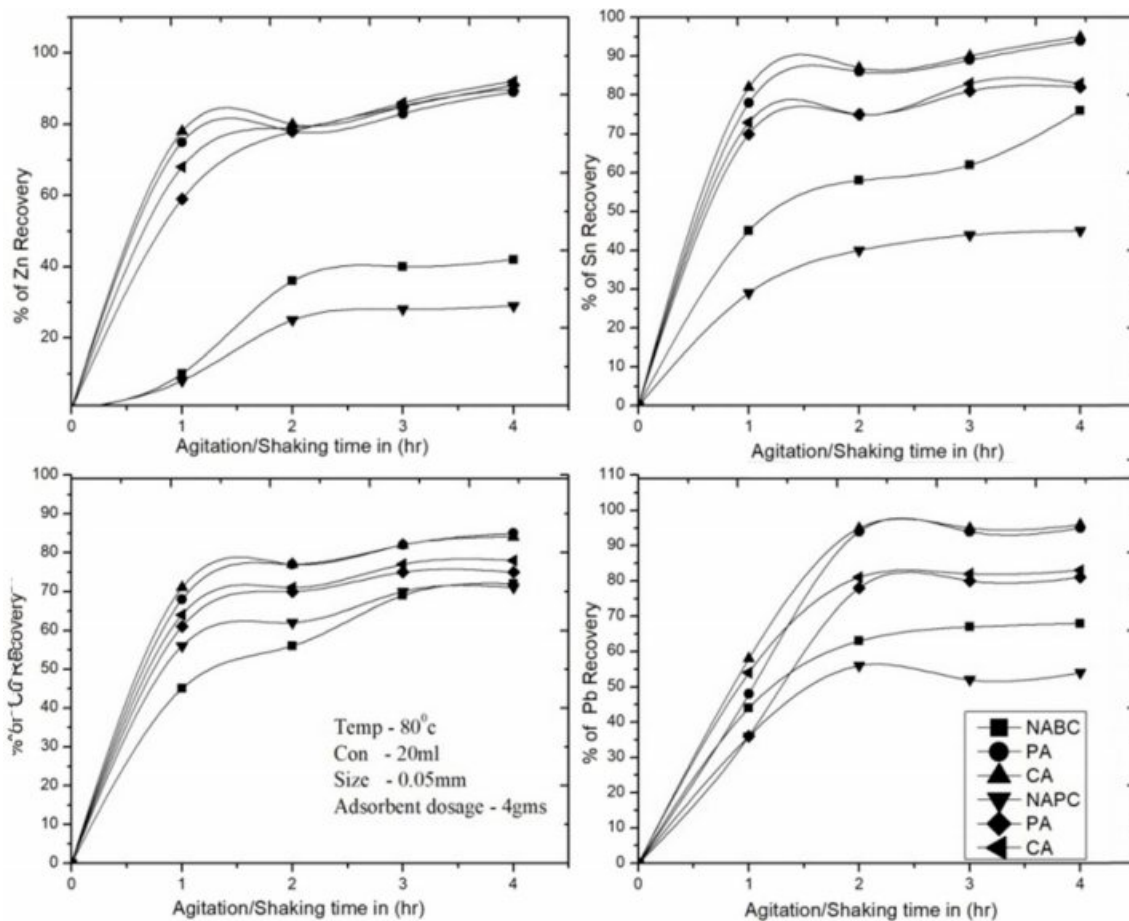 100
80
60
40
20
% of Zn Recovery
0 1 2 3 4
Agitation/Shaking time in (hr)
100
90
80
70
60
50
40
30
20
10
0
% of Sn Recovery
0 1 2 3 4
Agitation/Shaking time in (hr)
100
90
80
70
60
50
40
30
20
10
0
Recovery
0 1 2 3 4
Agitation/Shaking time in (hr)
Temp - 80⁰c
Con - 20ml
Size - 0.05mm
Adsorbent dosage - 4gms
110
100
90
80
70
60
50
40
30
20
10
0
% of Pb Recovery
0 1 2 3 4
Agitation/Shaking time in (hr)
NABC
PA
CA
NAPC
PA
CA